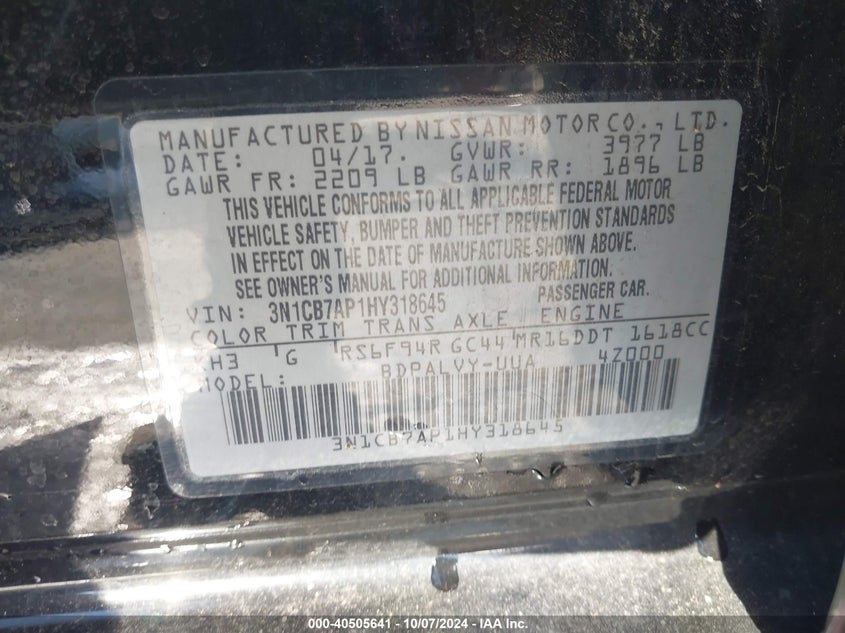 MANUFACTURED BY NISSAN MOTOR CO., LTD.
DATE: 04/17. GVWR: 3977 LB
GAWR FR: 2209 LB GAWR RR: 1896 LB
THIS VEHICLE CONFORMS TO ALL APPLICABLE FEDERAL MOTOR
VEHICLE SAFETY, BUMPER AND THEFT PREVENTION STANDARDS
IN EFFECT ON THE DATE OF MANUFACTURE SHOWN ABOVE.
SEE OWNER'S MANUAL FOR ADDITIONAL INFORMATION.
VIN: 3N1CB7AP1HY318645 PASSENGER CAR.
COLOR TRIM TRANS AXLE ENGINE
KH3 G RS6F94R GC44 MR16DDT 1618CC
MODEL: BDPALVY-UUA 4Z000
3N1CB7AP1HY318645
000-40505641 - 10/07/2024 - IAA Inc.